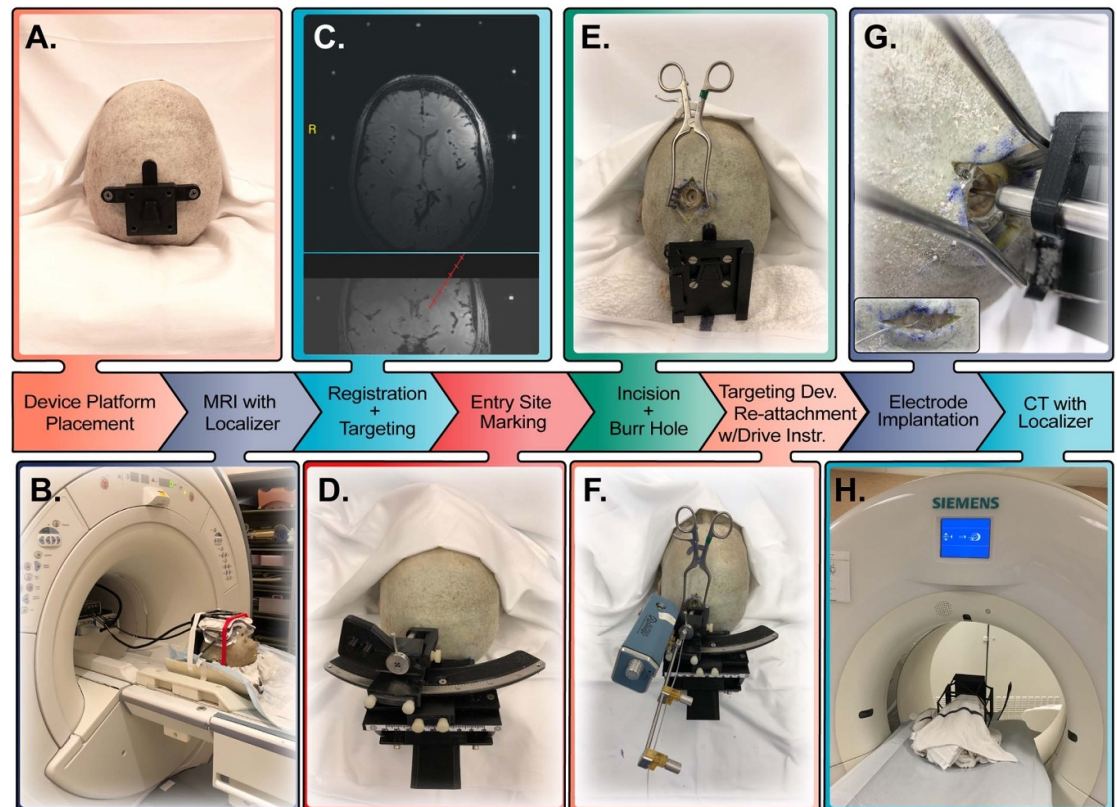 A.
C.
R
E.
G.
Device Platform
Placement
MRI with
Localizer
Registration
+
Targeting
Entry Site
Marking
Incision
+
Burr Hole
Targeting Dev.
Re-attachment
w/Drive Instr.
Electrode
Implantation
CT with
Localizer
B.
D.
F.
H.
SIEMENS